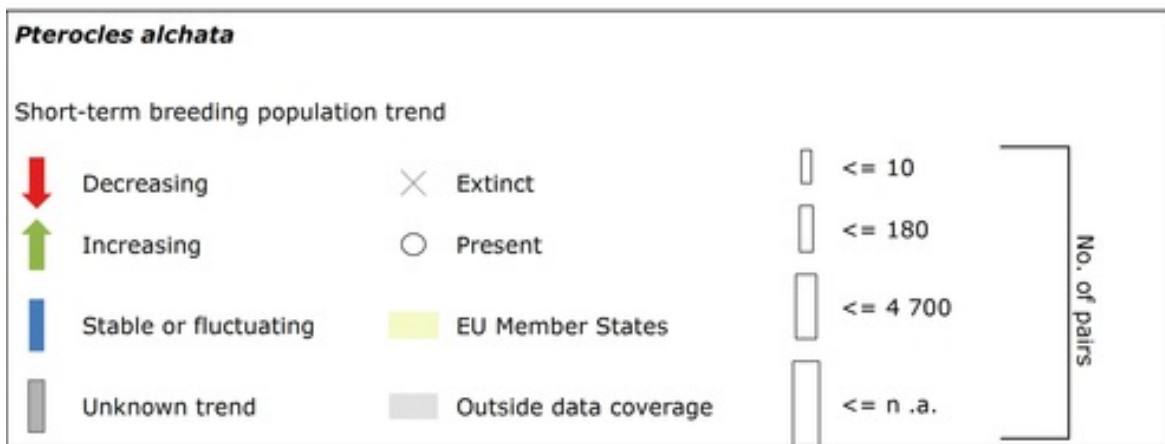 Pterocles alchata
Short-term breeding population trend
Decreasing
Increasing
Stable or fluctuating
Unknown trend
Extinct
Present
EU Member States
Outside data coverage
<= 10
<= 180
<= 4 700
<= n .a.
No. of pairs